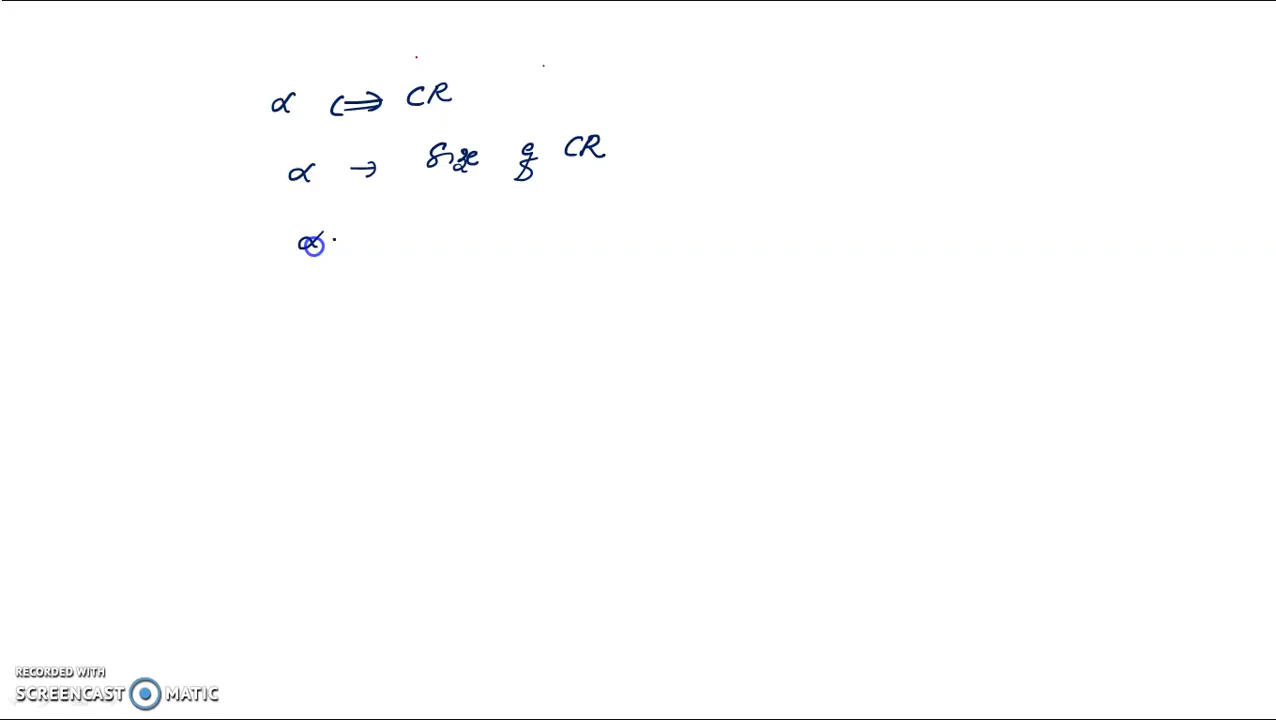 α ⟺ CR
α → Size of CR
α
RECORDED WITH
SCREENCAST MATIC